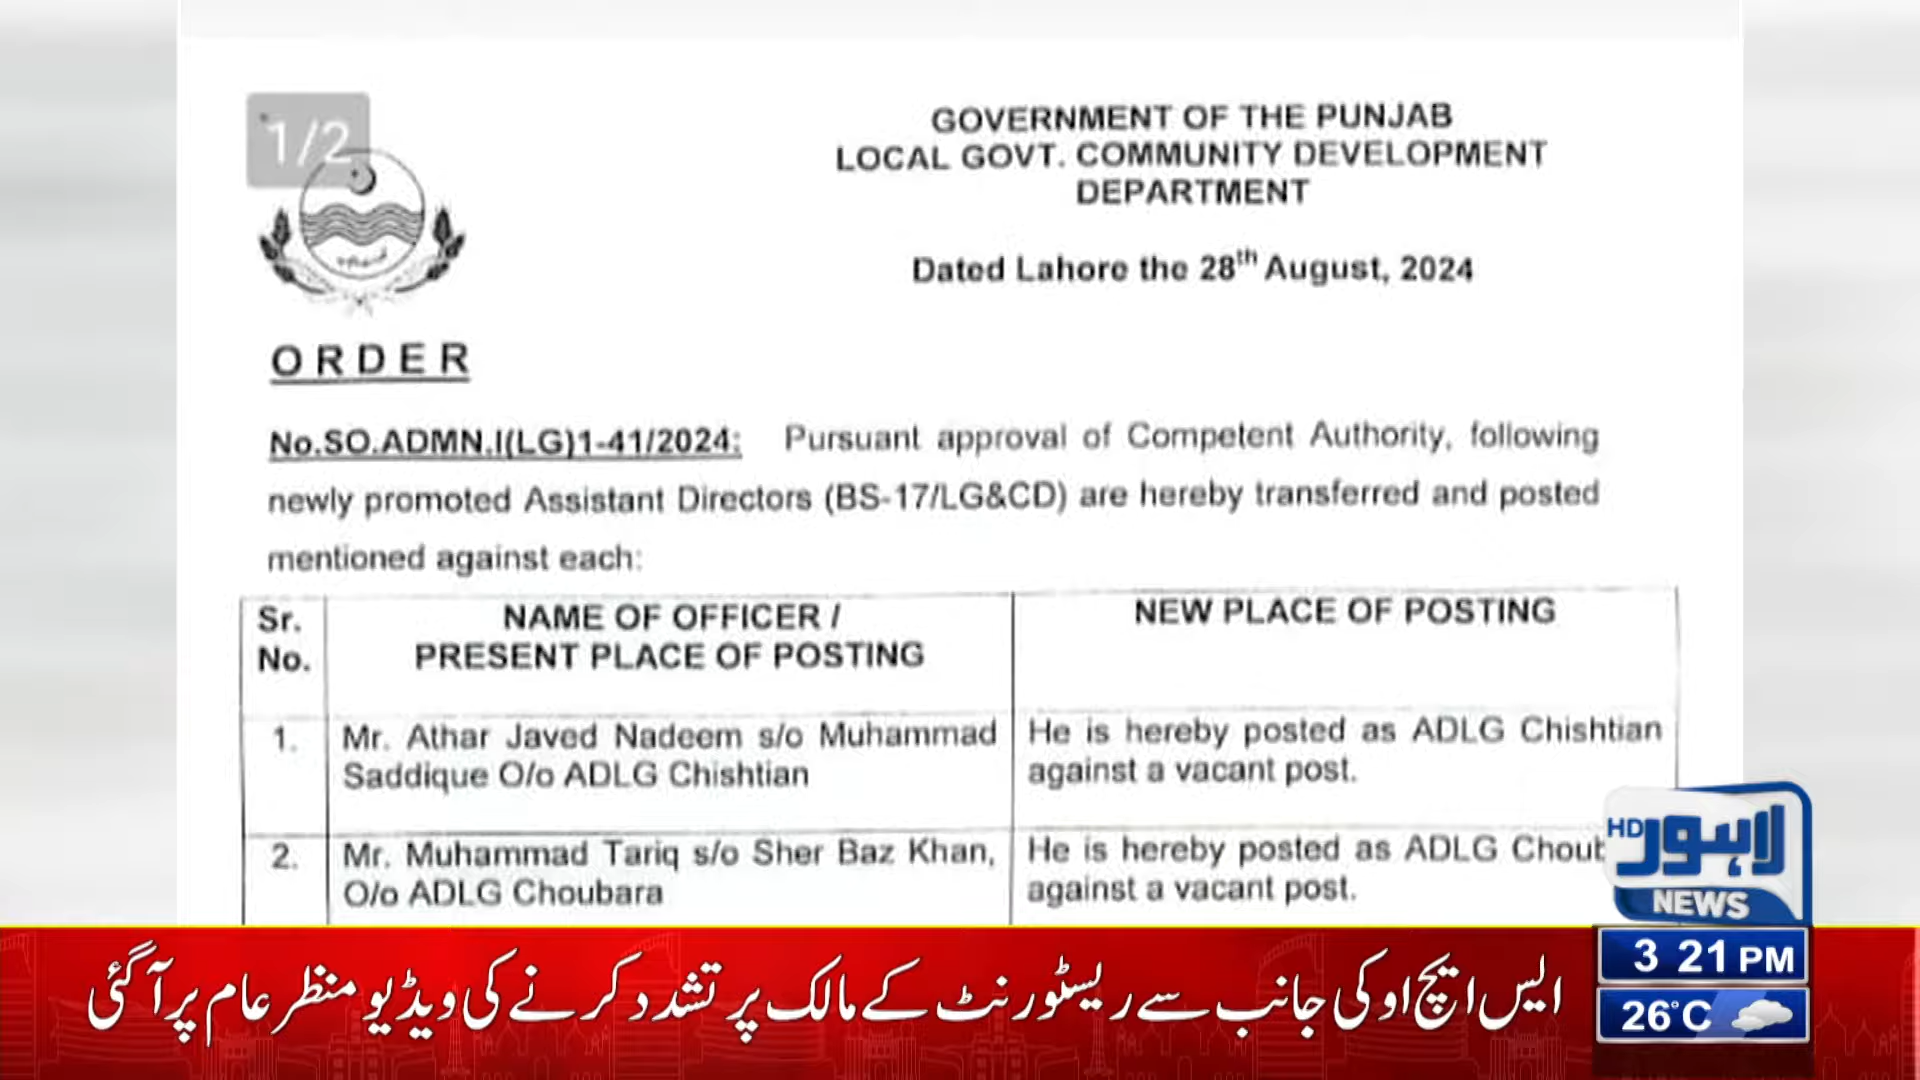 1/2
GOVERNMENT OF THE PUNJAB
LOCAL GOVT. COMMUNITY DEVELOPMENT
DEPARTMENT
Dated Lahore the 28th August, 2024
ORDER
No.SO.ADMN.I(LG)1-41/2024: Pursuant approval of Competent Authority, following
newly promoted Assistant Directors (BS-17/LG&CD) are hereby transferred and posted
mentioned against each:
Sr. No.
NAME OF OFFICER /
PRESENT PLACE OF POSTING
NEW PLACE OF POSTING
1.
Mr. Athar Javed Nadeem s/o Muhammad
Saddique O/o ADLG Chishtian
He is hereby posted as ADLG Chishtian
against a vacant post.
2.
Mr. Muhammad Tariq s/o Sher Baz Khan,
O/o ADLG Choubara
He is hereby posted as ADLG
against a vacant post.
لاہور HD
NEWS
3 21 PM
26°C
ایس ایچ او کی جانب سے ریسٹورنٹ کے مالک پر تشدد کرنے کی ویڈیو منظر عام پر آگئی